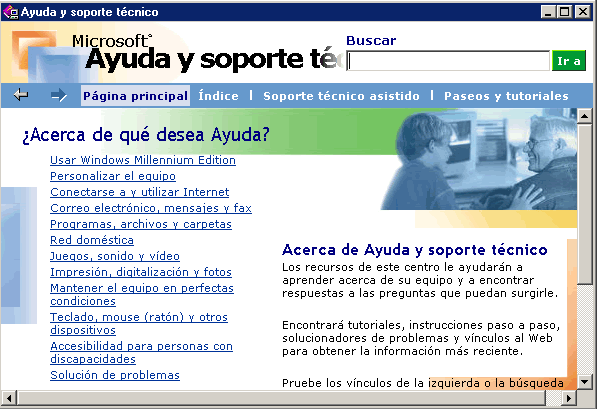 Ayuda y soporte técnico
Microsoft®
Ayuda y soporte téc
Buscar
Ir a
Página principal Índice | Soporte técnico asistido | Paseos y tutoriales
¿Acerca de qué desea Ayuda?
Usar Windows Millennium Edition
Personalizar el equipo
Conectarse a y utilizar Internet
Correo electrónico, mensajes y fax
Programas, archivos y carpetas
Red doméstica
Juegos, sonido y vídeo
Impresión, digitalización y fotos
Mantener el equipo en perfectas
condiciones
Teclado, mouse (ratón) y otros
dispositivos
Accesibilidad para personas con
discapacidades
Solución de problemas
Acerca de Ayuda y soporte técnico
Los recursos de este centro le ayudarán a
aprender acerca de su equipo y a encontrar
respuestas a las preguntas que puedan surgirle.
Encontrará tutoriales, instrucciones paso a paso,
solucionadores de problemas y vínculos al Web
para obtener la información más reciente.
Pruebe los vínculos de la izquierda o la búsqueda